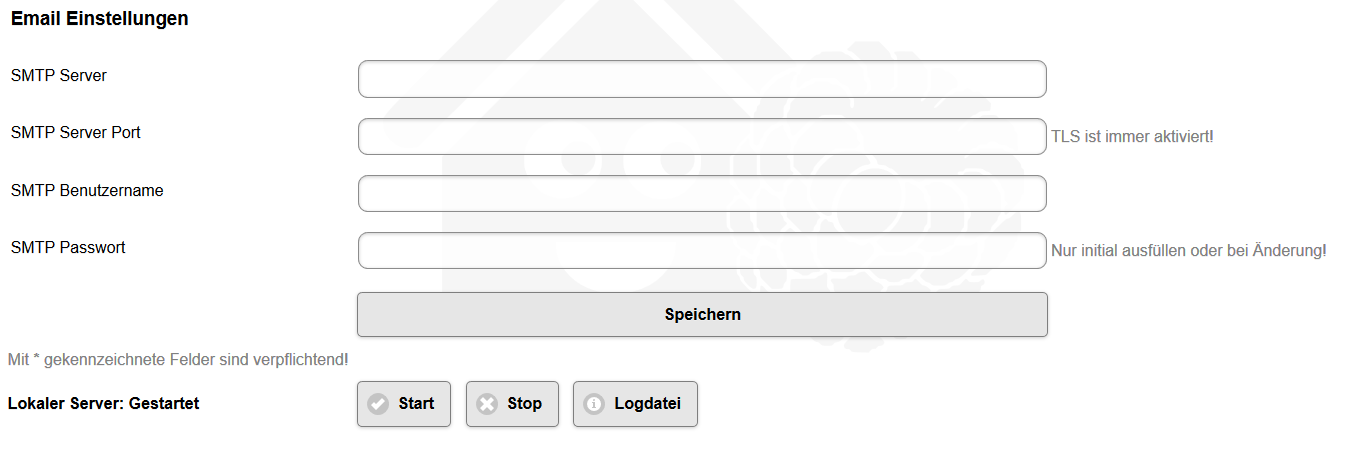 Email Einstellungen
SMTP Server
SMTP Server Port
TLS ist immer aktiviert!
SMTP Benutzername
SMTP Passwort
Nur initial ausfüllen oder bei Änderung!
Speichern
Mit * gekennzeichnete Felder sind verpflichtend!
Lokaler Server: Gestartet
Start
Stop
Logdatei